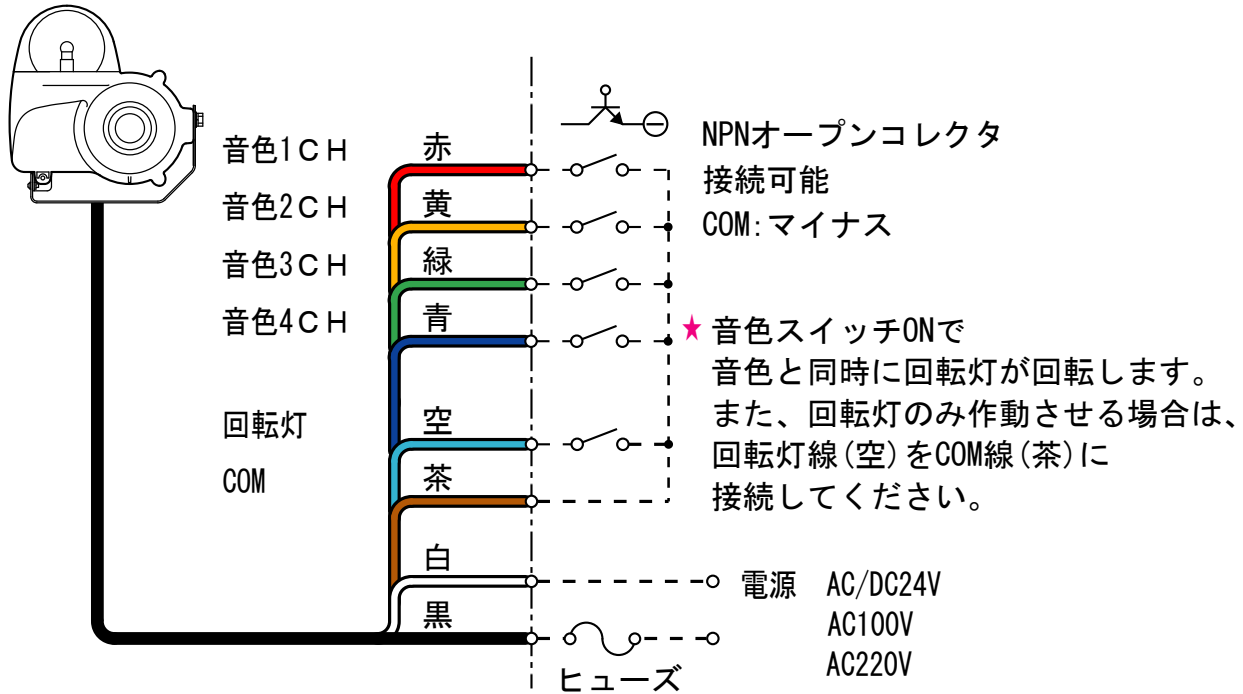 音色1ＣＨ 赤
音色2ＣＨ 黄
音色3ＣＨ 緑
音色4ＣＨ 青
回転灯 空
COM 茶
白
黒
ヒューズ
NPNオープンコレクタ
接続可能
COM:マイナス
★音色スイッチONで
音色と同時に回転灯が回転します。
また、回転灯のみ作動させる場合は、
回転灯線(空)をCOM線(茶)に
接続してください。
電源 AC/DC24V
AC100V
AC220V